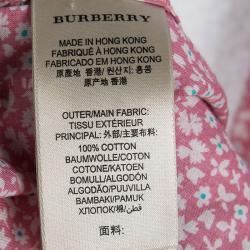 BURBERRY
MADE IN HONG KONG
FABRIQUÉ À HONG KONG
FABRICADO EM HONG KONG
原產地 香港/ 원산지: 홍콩
原产地: 香港
OUTER/MAIN FABRIC:
TISSU EXTÉRIEUR
PRINCIPAL: 外部/主要布料:
100% COTTON
BAUMWOLLE/COTON
COTONE/KATOEN
BOMULL/ALGODÓN
ALGODÃO/PUUVILLA
BAMBAKI/PAMUK
ХЛОПОК/棉/قطن
面料: